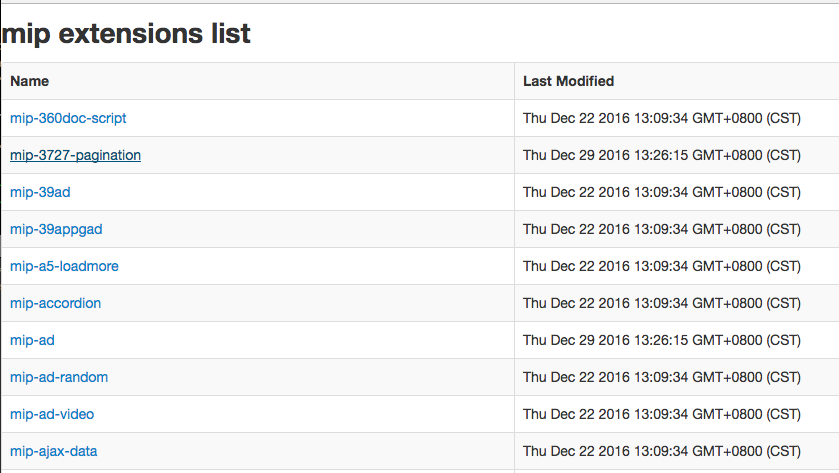 mip extensions list
Name Last Modified
mip-360doc-script Thu Dec 22 2016 13:09:34 GMT+0800 (CST)
mip-3727-pagination Thu Dec 29 2016 13:26:15 GMT+0800 (CST)
mip-39ad Thu Dec 22 2016 13:09:34 GMT+0800 (CST)
mip-39appgad Thu Dec 22 2016 13:09:34 GMT+0800 (CST)
mip-a5-loadmore Thu Dec 22 2016 13:09:34 GMT+0800 (CST)
mip-accordion Thu Dec 22 2016 13:09:34 GMT+0800 (CST)
mip-ad Thu Dec 29 2016 13:26:15 GMT+0800 (CST)
mip-ad-random Thu Dec 22 2016 13:09:34 GMT+0800 (CST)
mip-ad-video Thu Dec 22 2016 13:09:34 GMT+0800 (CST)
mip-ajax-data Thu Dec 22 2016 13:09:34 GMT+0800 (CST)